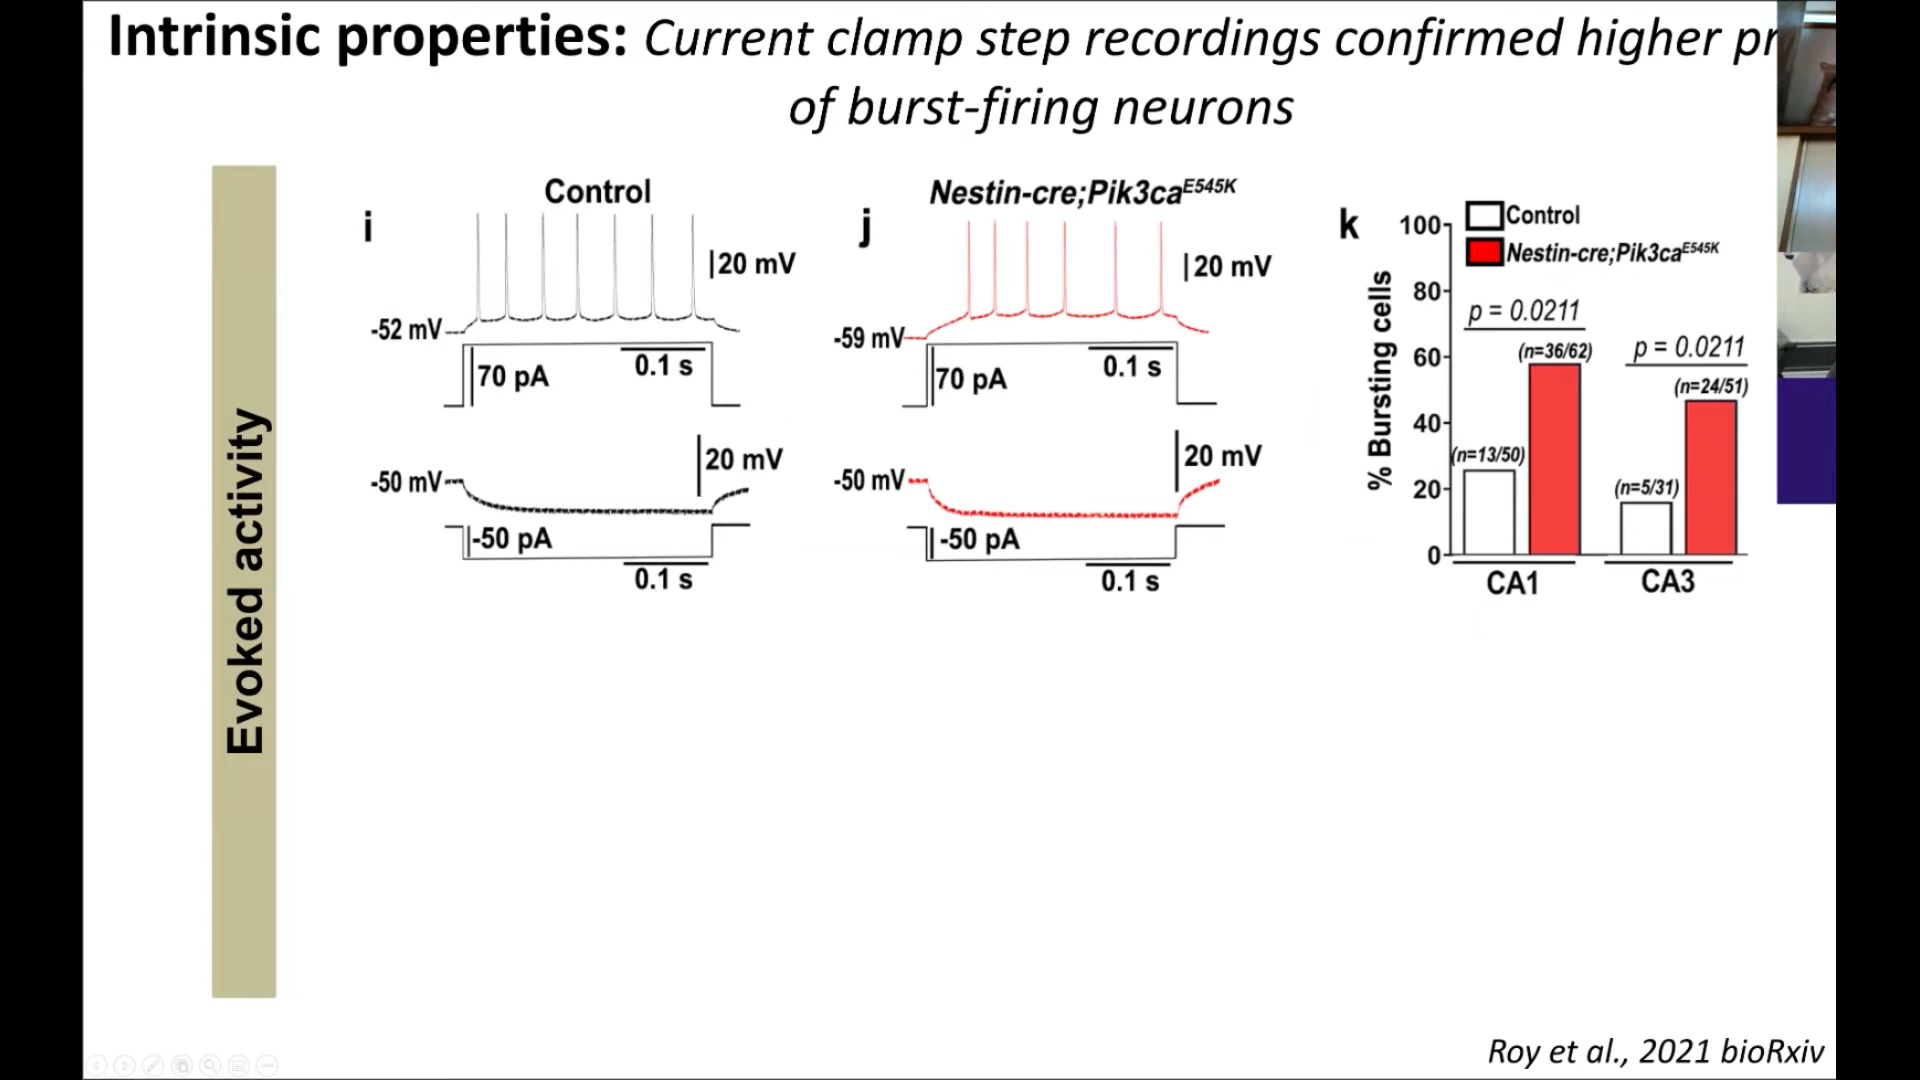 Intrinsic properties: Current clamp step recordings confirmed higher
of burst-firing neurons
Evoked activity
i
Control
20 mV
-52 mV
70 pA
0.1 s
20 mV
-50 mV
-50 pA
0.1 s
j
Nestin-cre;Pik3caE545K
20 mV
-59 mV
70 pA
0.1 s
20 mV
-50 mV
-50 pA
0.1 s
k
Control
Nestin-cre;Pik3caE545K
% Bursting cells
100
80
60
40
20
0
p = 0.0211
(n=36/62)
(n=13/50)
p = 0.0211
(n=24/51)
(n=5/31)
CA1
CA3
Roy et al., 2021 bioRxiv